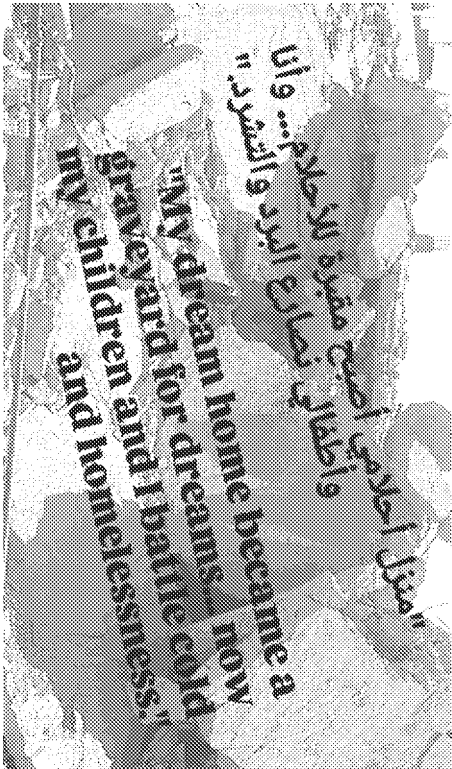 "منزل أحلامي أصبح مقبرة للأحلام... وأنا
وأطفالي نصارع البرد والتشرد."
"My dream home became a
graveyard for dreams... now
my children and I battle cold
and homelessness."